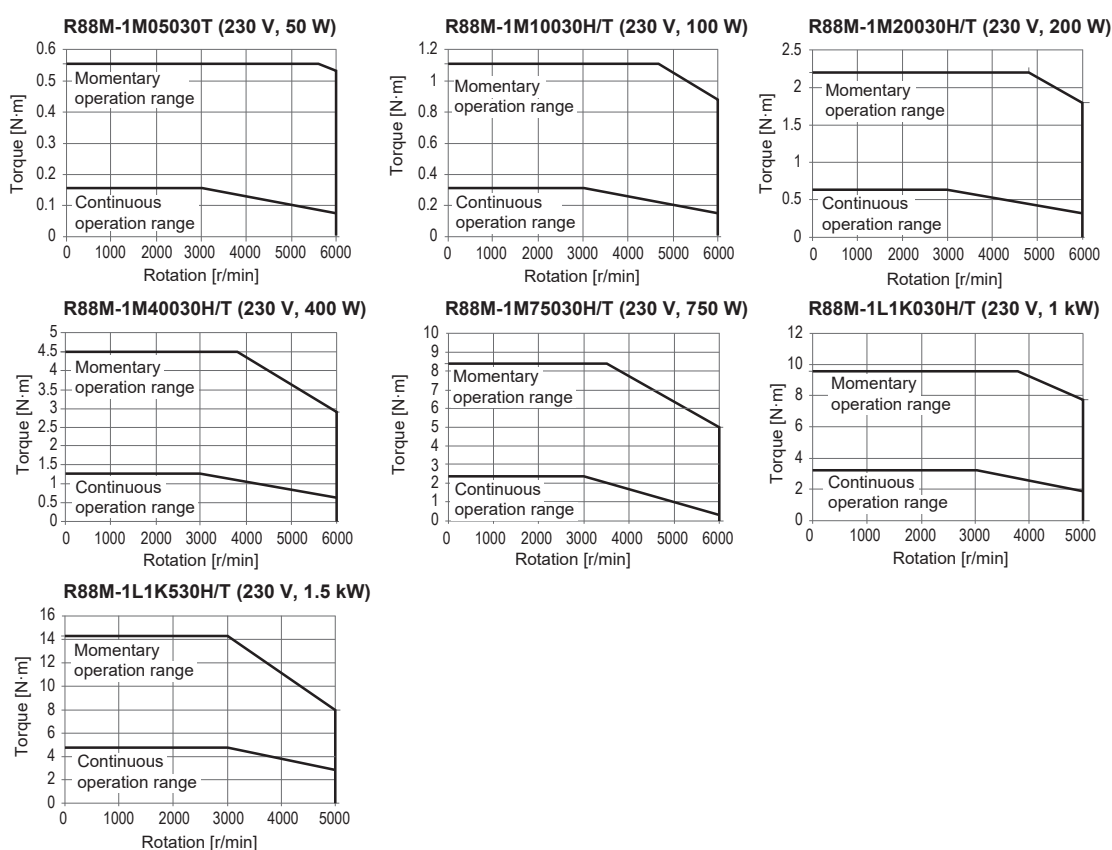 R88M-1M05030T (230 V, 50 W)
0.6
0.5
0.4
0.3
0.2
0.1
0
Torque [N·m]
Momentary
operation range
Continuous
operation range
0 1000 2000 3000 4000 5000 6000
Rotation [r/min]
R88M-1M10030H/T (230 V, 100 W)
1.2
1
0.8
0.6
0.4
0.2
0
Torque [N·m]
Momentary
operation range
Continuous
operation range
0 1000 2000 3000 4000 5000 6000
Rotation [r/min]
R88M-1M20030H/T (230 V, 200 W)
2.5
2
1.5
1
0.5
0
Torque [N·m]
Momentary
operation range
Continuous
operation range
0 1000 2000 3000 4000 5000 6000
Rotation [r/min]
R88M-1M40030H/T (230 V, 400 W)
5
4.5
4
3.5
3
2.5
2
1.5
1
0.5
0
Torque [N·m]
Momentary
operation range
Continuous
operation range
0 1000 2000 3000 4000 5000 6000
Rotation [r/min]
R88M-1M75030H/T (230 V, 750 W)
10
9
8
7
6
5
4
3
2
1
0
Torque [N·m]
Momentary
operation range
Continuous
operation range
0 1000 2000 3000 4000 5000 6000
Rotation [r/min]
R88M-1L1K030H/T (230 V, 1 kW)
12
10
8
6
4
2
0
Torque [N·m]
Momentary
operation range
Continuous
operation range
0 1000 2000 3000 4000 5000
Rotation [r/min]
R88M-1L1K530H/T (230 V, 1.5 kW)
16
14
12
10
8
6
4
2
0
Torque [N·m]
Momentary
operation range
Continuous
operation range
0 1000 2000 3000 4000 5000
Rotation [r/min]